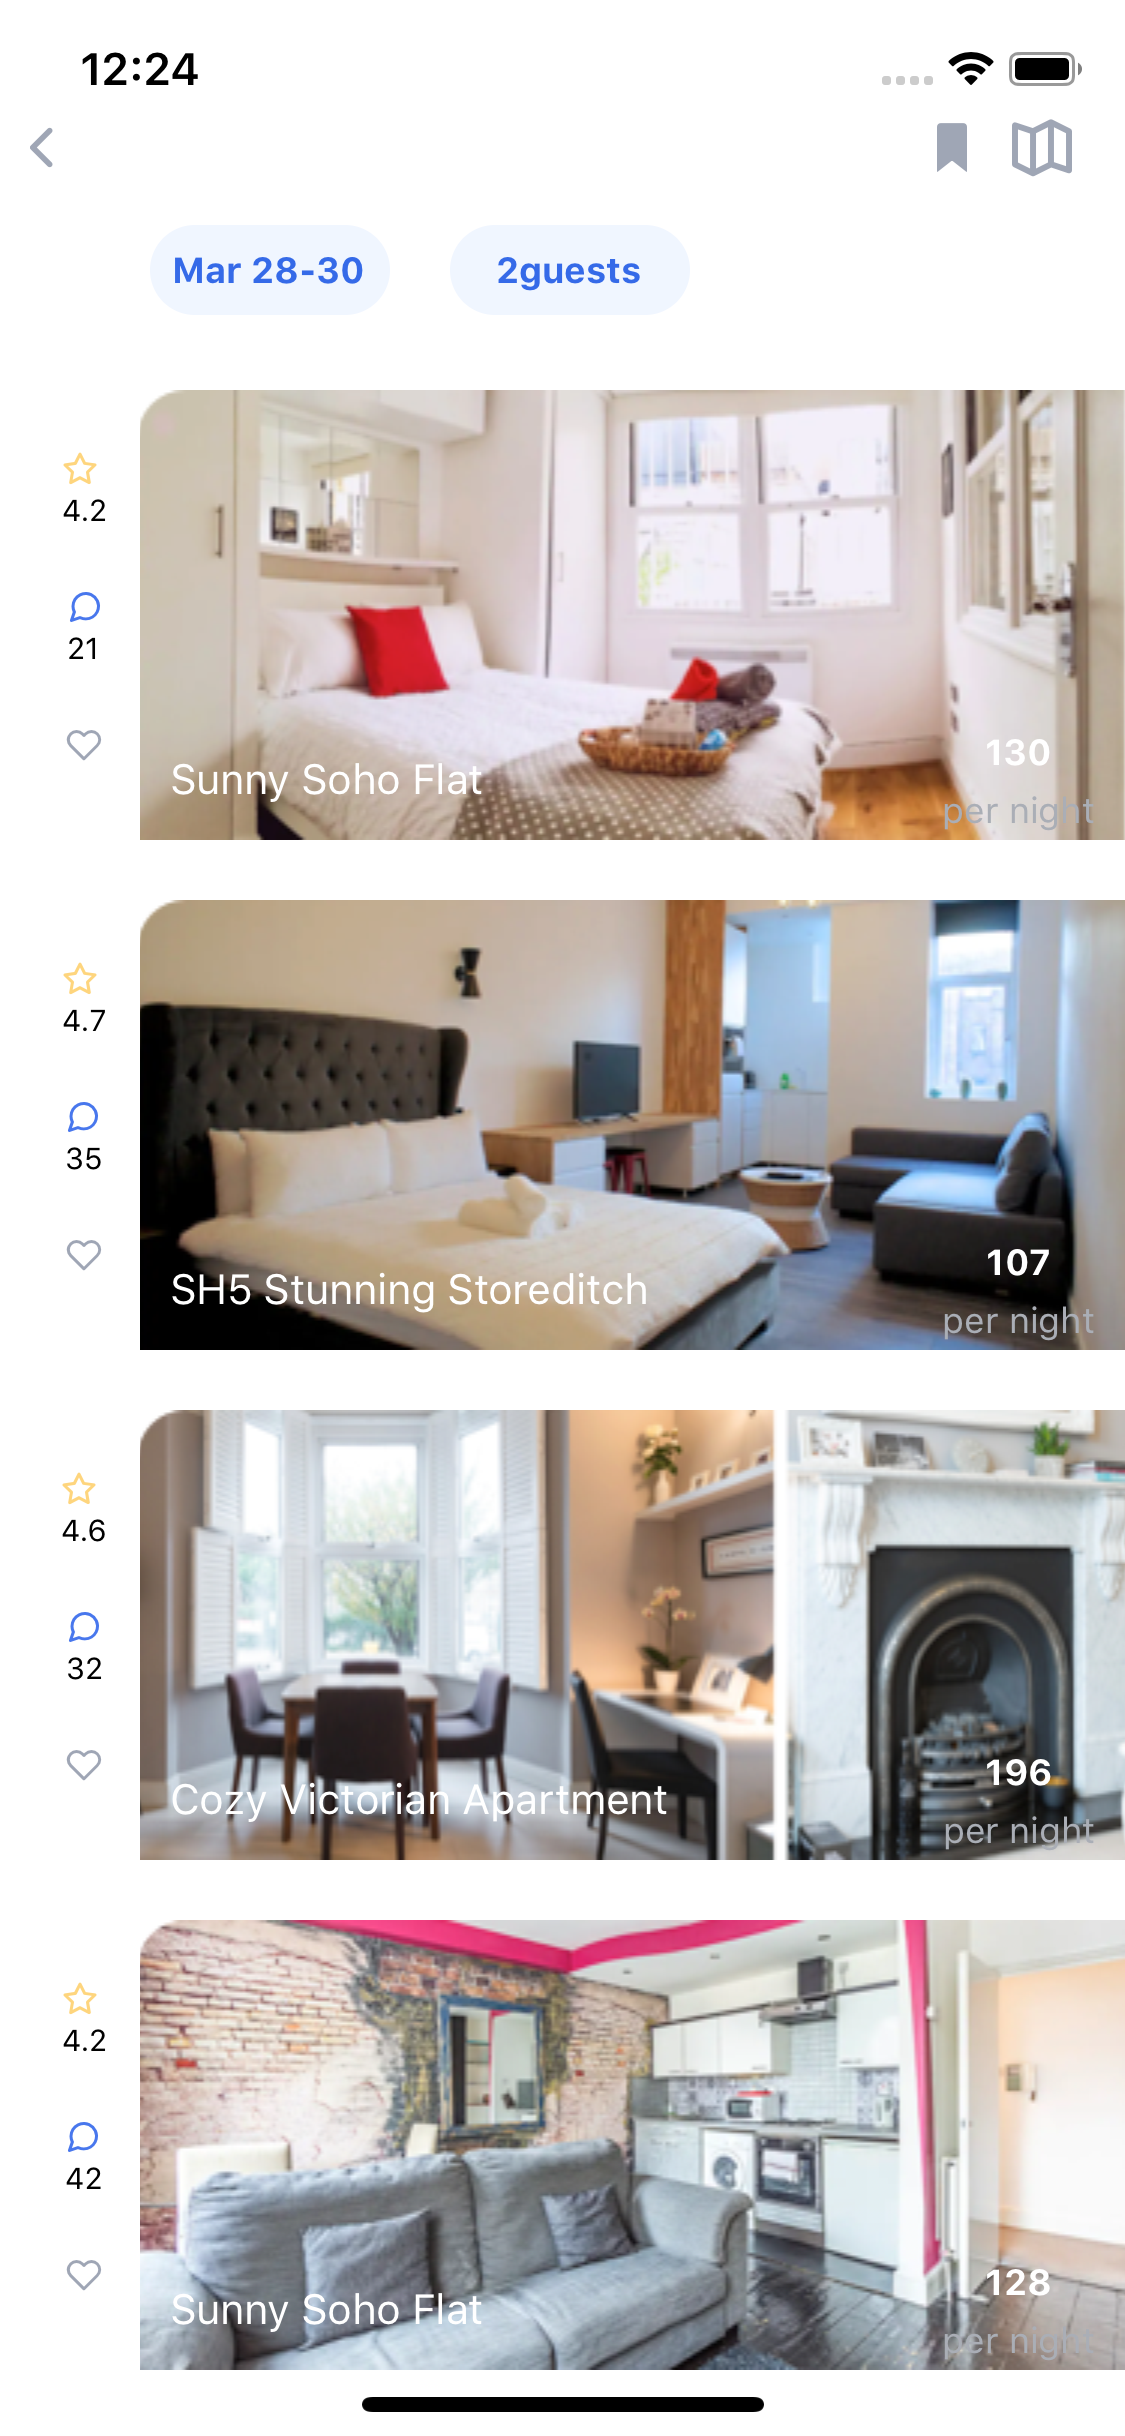 12:24
Mar 28-30
2guests
4.2
21
Sunny Soho Flat
130
per night
4.7
35
SH5 Stunning Storeditch
107
per night
4.6
32
Cozy Victorian Apartment
196
per night
4.2
42
Sunny Soho Flat
128
per night